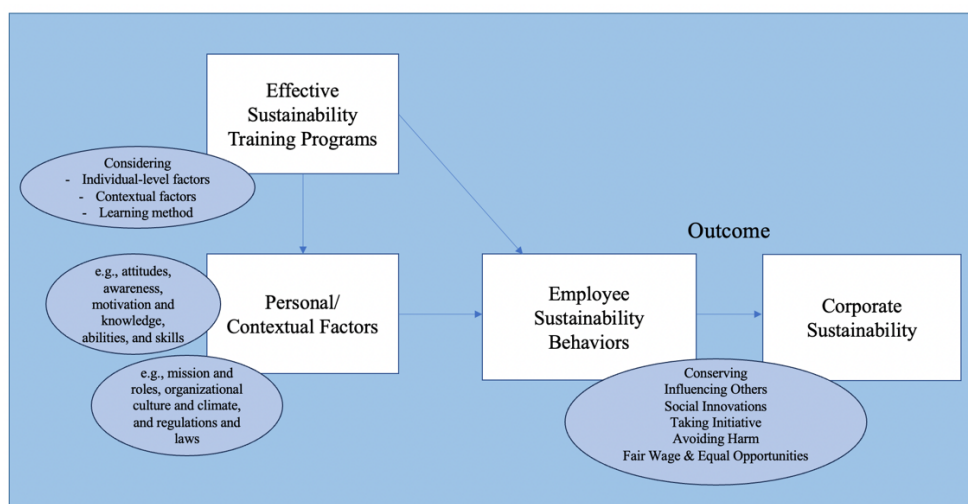 Effective
Sustainability
Training Programs
Considering
- Individual-level factors
- Contextual factors
- Learning method
Outcome
e.g., attitudes,
awareness,
motivation and
knowledge,
abilities, and skills
Personal/
Contextual Factors
Employee
Sustainability
Behaviors
Corporate
Sustainability
e.g., mission and
roles, organizational
culture and climate,
and regulations and
laws
Conserving
Influencing Others
Social Innovations
Taking Initiative
Avoiding Harm
Fair Wage & Equal Opportunities